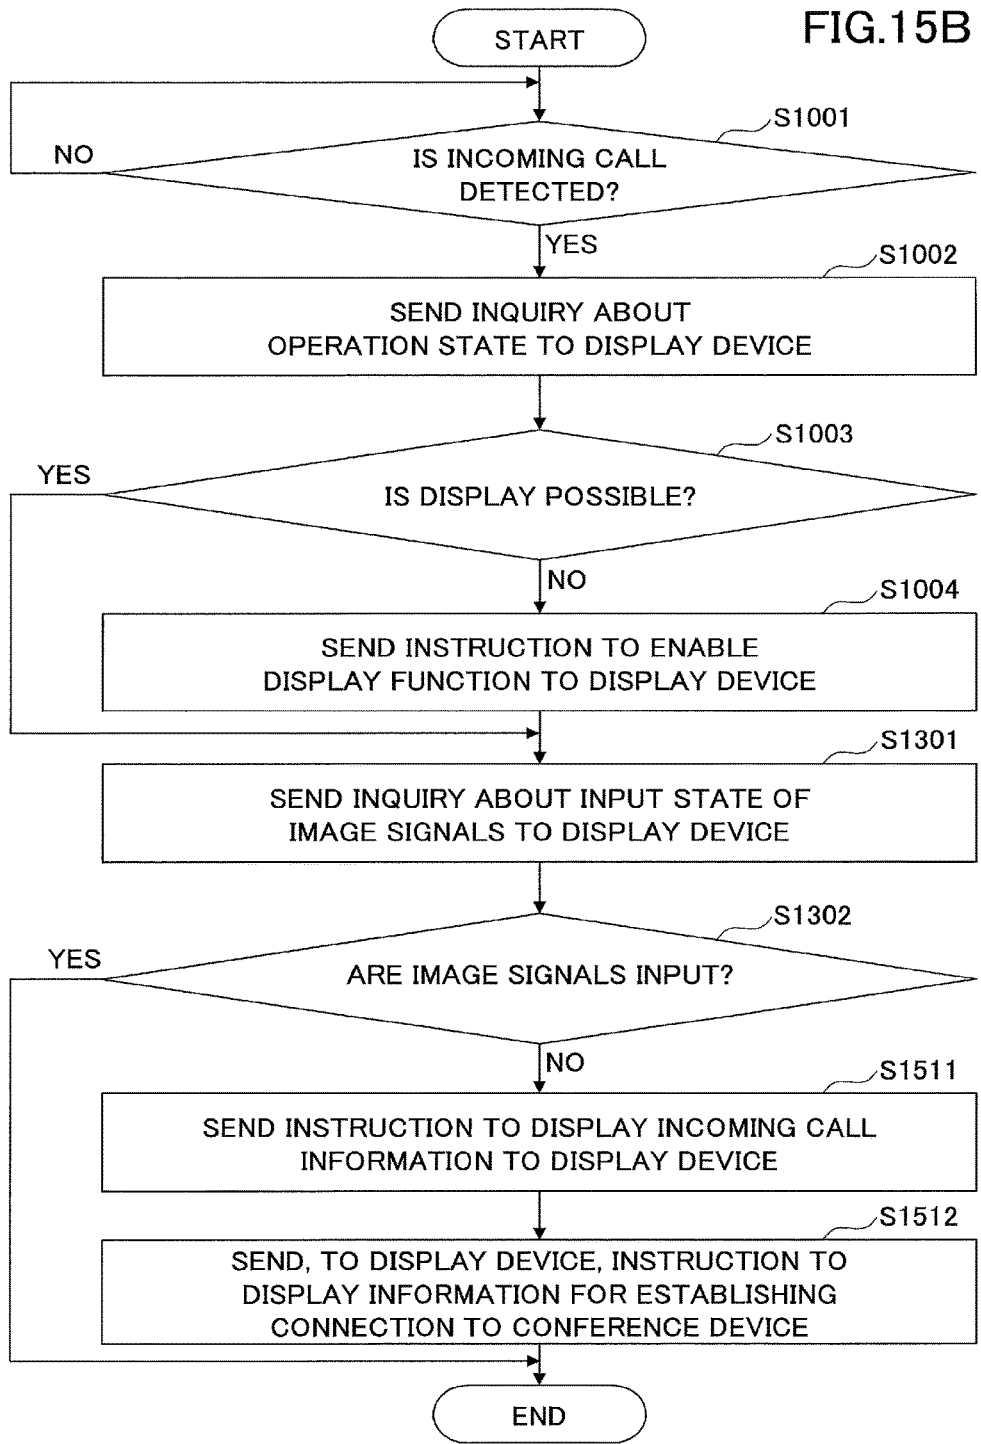 FIG.15B
START
S1001
NO
IS INCOMING CALL
DETECTED?
YES
S1002
SEND INQUIRY ABOUT
OPERATION STATE TO DISPLAY DEVICE
S1003
YES
IS DISPLAY POSSIBLE?
NO
S1004
SEND INSTRUCTION TO ENABLE
DISPLAY FUNCTION TO DISPLAY DEVICE
S1301
SEND INQUIRY ABOUT INPUT STATE OF
IMAGE SIGNALS TO DISPLAY DEVICE
S1302
YES
ARE IMAGE SIGNALS INPUT?
NO
S1511
SEND INSTRUCTION TO DISPLAY INCOMING CALL
INFORMATION TO DISPLAY DEVICE
S1512
SEND, TO DISPLAY DEVICE, INSTRUCTION TO
DISPLAY INFORMATION FOR ESTABLISHING
CONNECTION TO CONFERENCE DEVICE
END